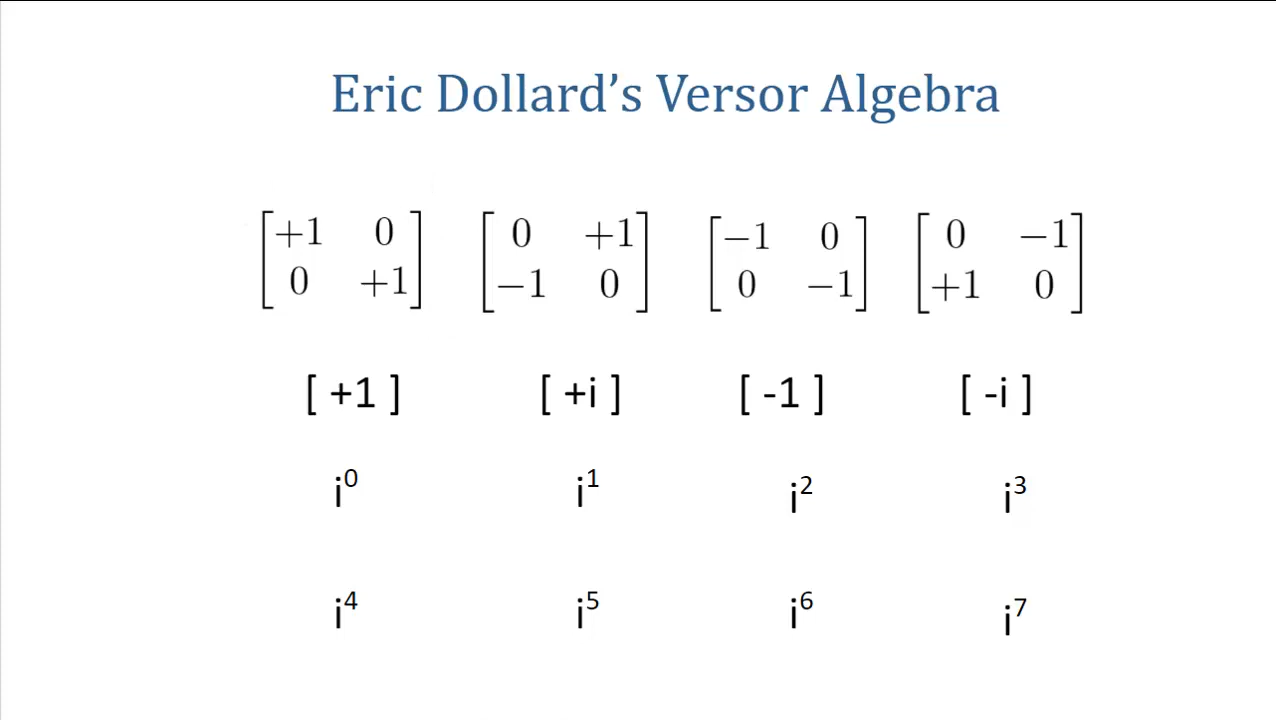 Eric Dollard’s Versor Algebra
[+1 0] [0 +1] [−1 0] [0 −1]
[0 +1] [−1 0] [0 −1] [+1 0]
[ +1 ] [ +i ] [ -1 ] [ -i ]
i⁰ i¹ i² i³
i⁴ i⁵ i⁶ i⁷